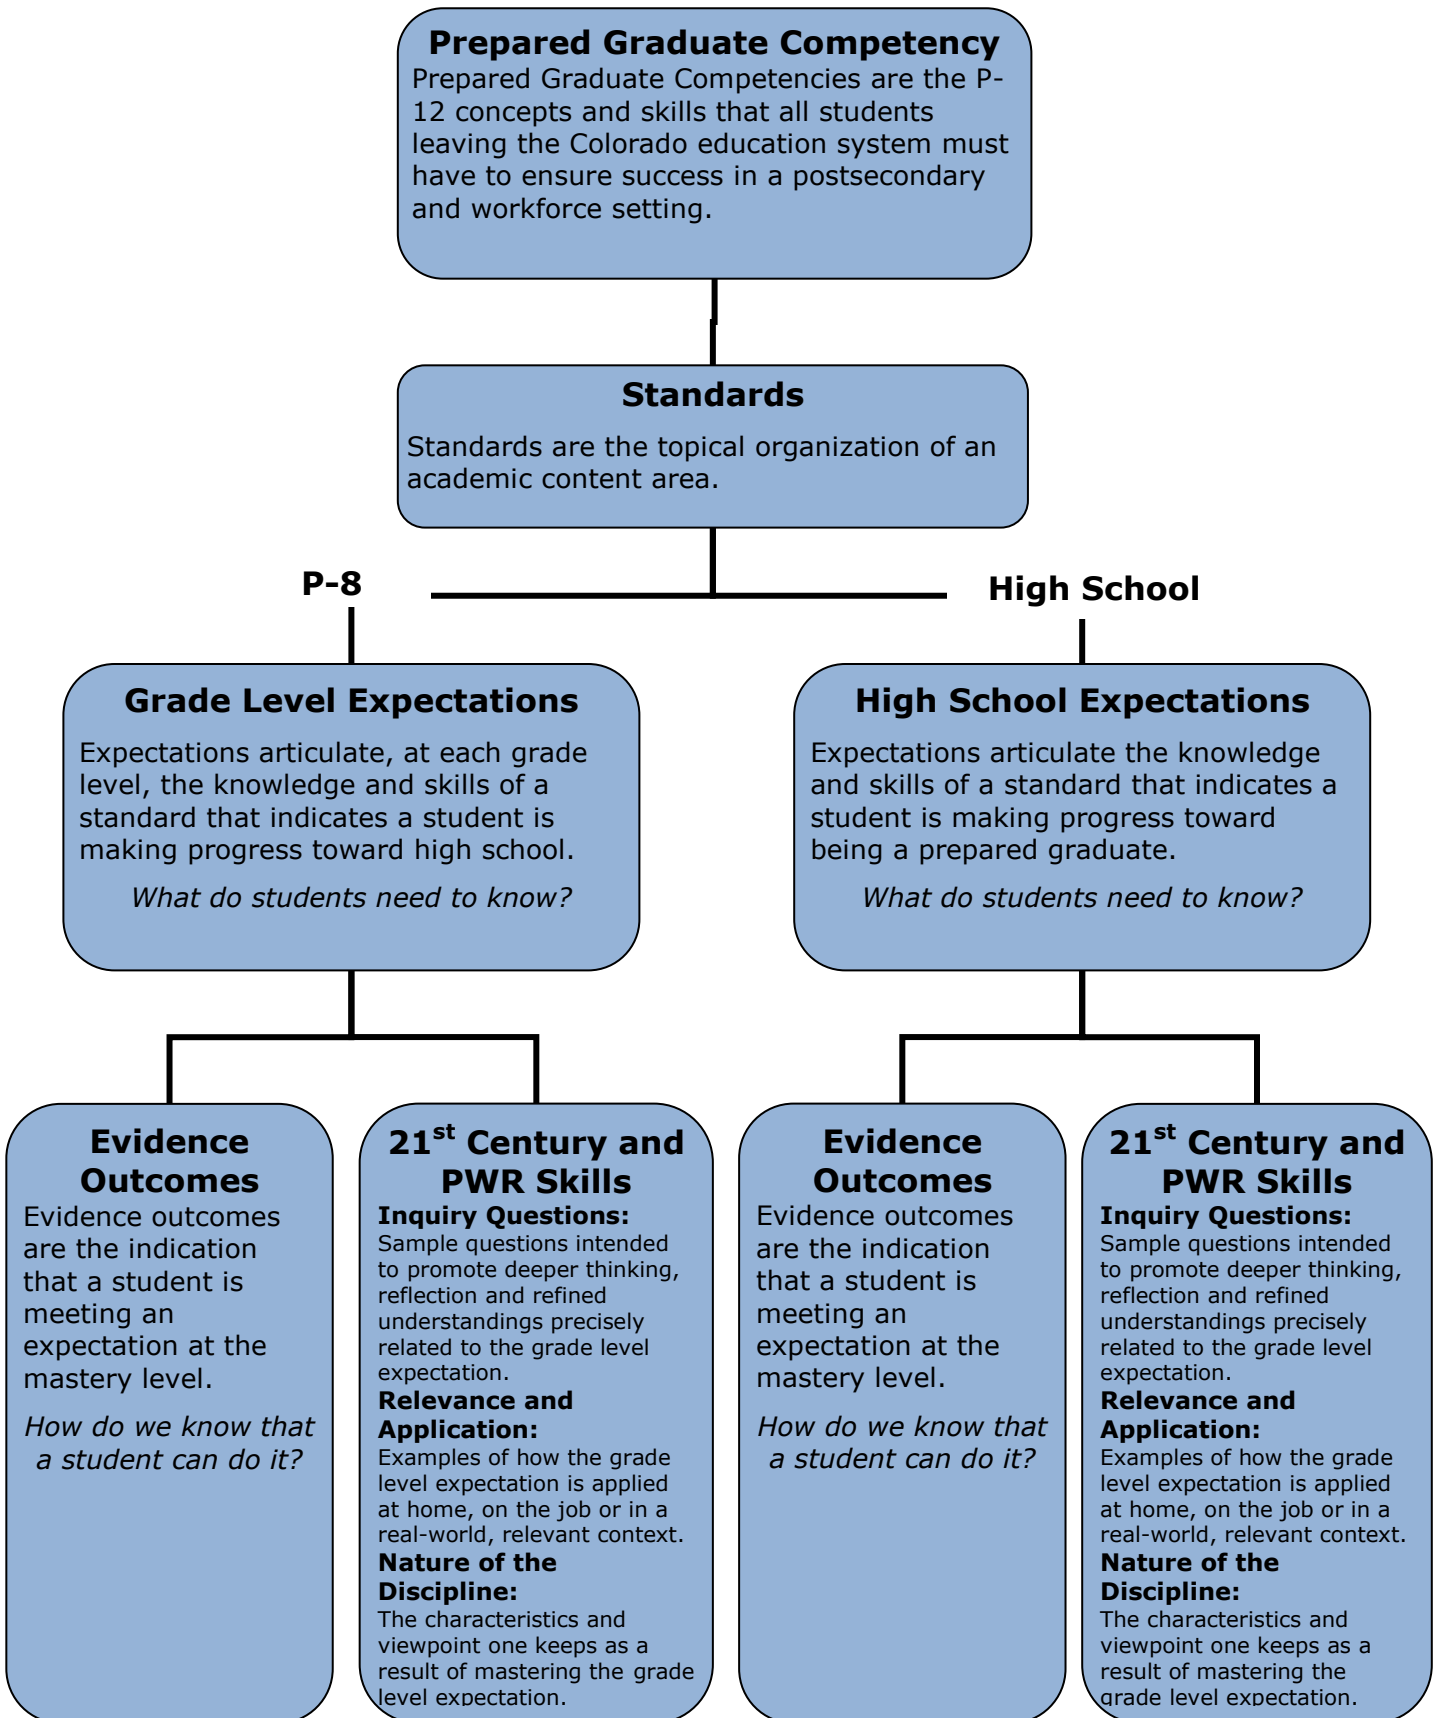 Prepared Graduate Competency
Prepared Graduate Competencies are the P-
12 concepts and skills that all students
leaving the Colorado education system must
have to ensure success in a postsecondary
and workforce setting.
Standards
Standards are the topical organization of an
academic content area.
P-8
High School
Grade Level Expectations
Expectations articulate, at each grade
level, the knowledge and skills of a
standard that indicates a student is
making progress toward high school.
What do students need to know?
High School Expectations
Expectations articulate the knowledge
and skills of a standard that indicates a
student is making progress toward
being a prepared graduate.
What do students need to know?
Evidence
Outcomes
Evidence outcomes
are the indication
that a student is
meeting an
expectation at the
mastery level.
How do we know that
a student can do it?
21st Century and
PWR Skills
Inquiry Questions:
Sample questions intended
to promote deeper thinking,
reflection and refined
understandings precisely
related to the grade level
expectation.
Relevance and
Application:
Examples of how the grade
level expectation is applied
at home, on the job or in a
real-world, relevant context.
Nature of the
Discipline:
The characteristics and
viewpoint one keeps as a
result of mastering the grade
level expectation.
Evidence
Outcomes
Evidence outcomes
are the indication
that a student is
meeting an
expectation at the
mastery level.
How do we know that
a student can do it?
21st Century and
PWR Skills
Inquiry Questions:
Sample questions intended
to promote deeper thinking,
reflection and refined
understandings precisely
related to the grade level
expectation.
Relevance and
Application:
Examples of how the grade
level expectation is applied
at home, on the job or in a
real-world, relevant context.
Nature of the
Discipline:
The characteristics and
viewpoint one keeps as a
result of mastering the
grade level expectation.